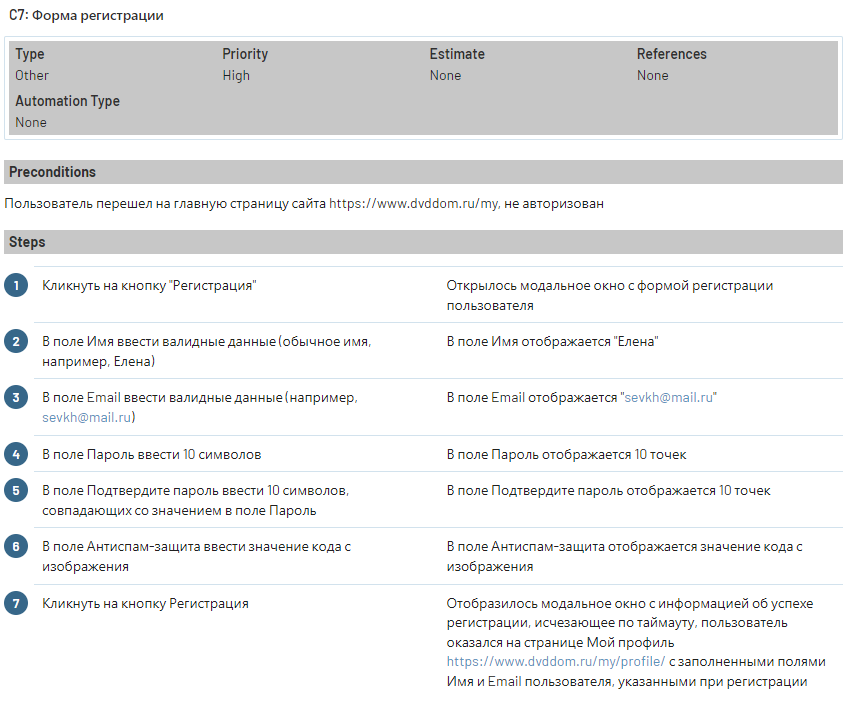 C7: Форма регистрации
Type Priority Estimate References
Other High None None
Automation Type
None
Preconditions
Пользователь перешел на главную страницу сайта https://www.dvddom.ru/my, не авторизован
Steps
1 Кликнуть на кнопку "Регистрация" Открылось модальное окно с формой регистрации
пользователя
2 В поле Имя ввести валидные данные (обычное имя, В поле Имя отображается "Елена"
например, Елена)
3 В поле Email ввести валидные данные (например, В поле Email отображается "sevkh@mail.ru"
sevkh@mail.ru)
4 В поле Пароль ввести 10 символов В поле Пароль отображается 10 точек
5 В поле Подтвердите пароль ввести 10 символов, В поле Подтвердите пароль отображается 10 точек
совпадающих со значением в поле Пароль
6 В поле Антиспам-защита ввести значение кода с В поле Антиспам-защита отображается значение кода с
изображения изображения
7 Кликнуть на кнопку Регистрация Отобразилось модальное окно с информацией об успехе
регистрации, исчезающее по таймауту, пользователь
оказался на странице Мой профиль
https://www.dvddom.ru/my/profile/ с заполненными полями
Имя и Email пользователя, указанными при регистрации